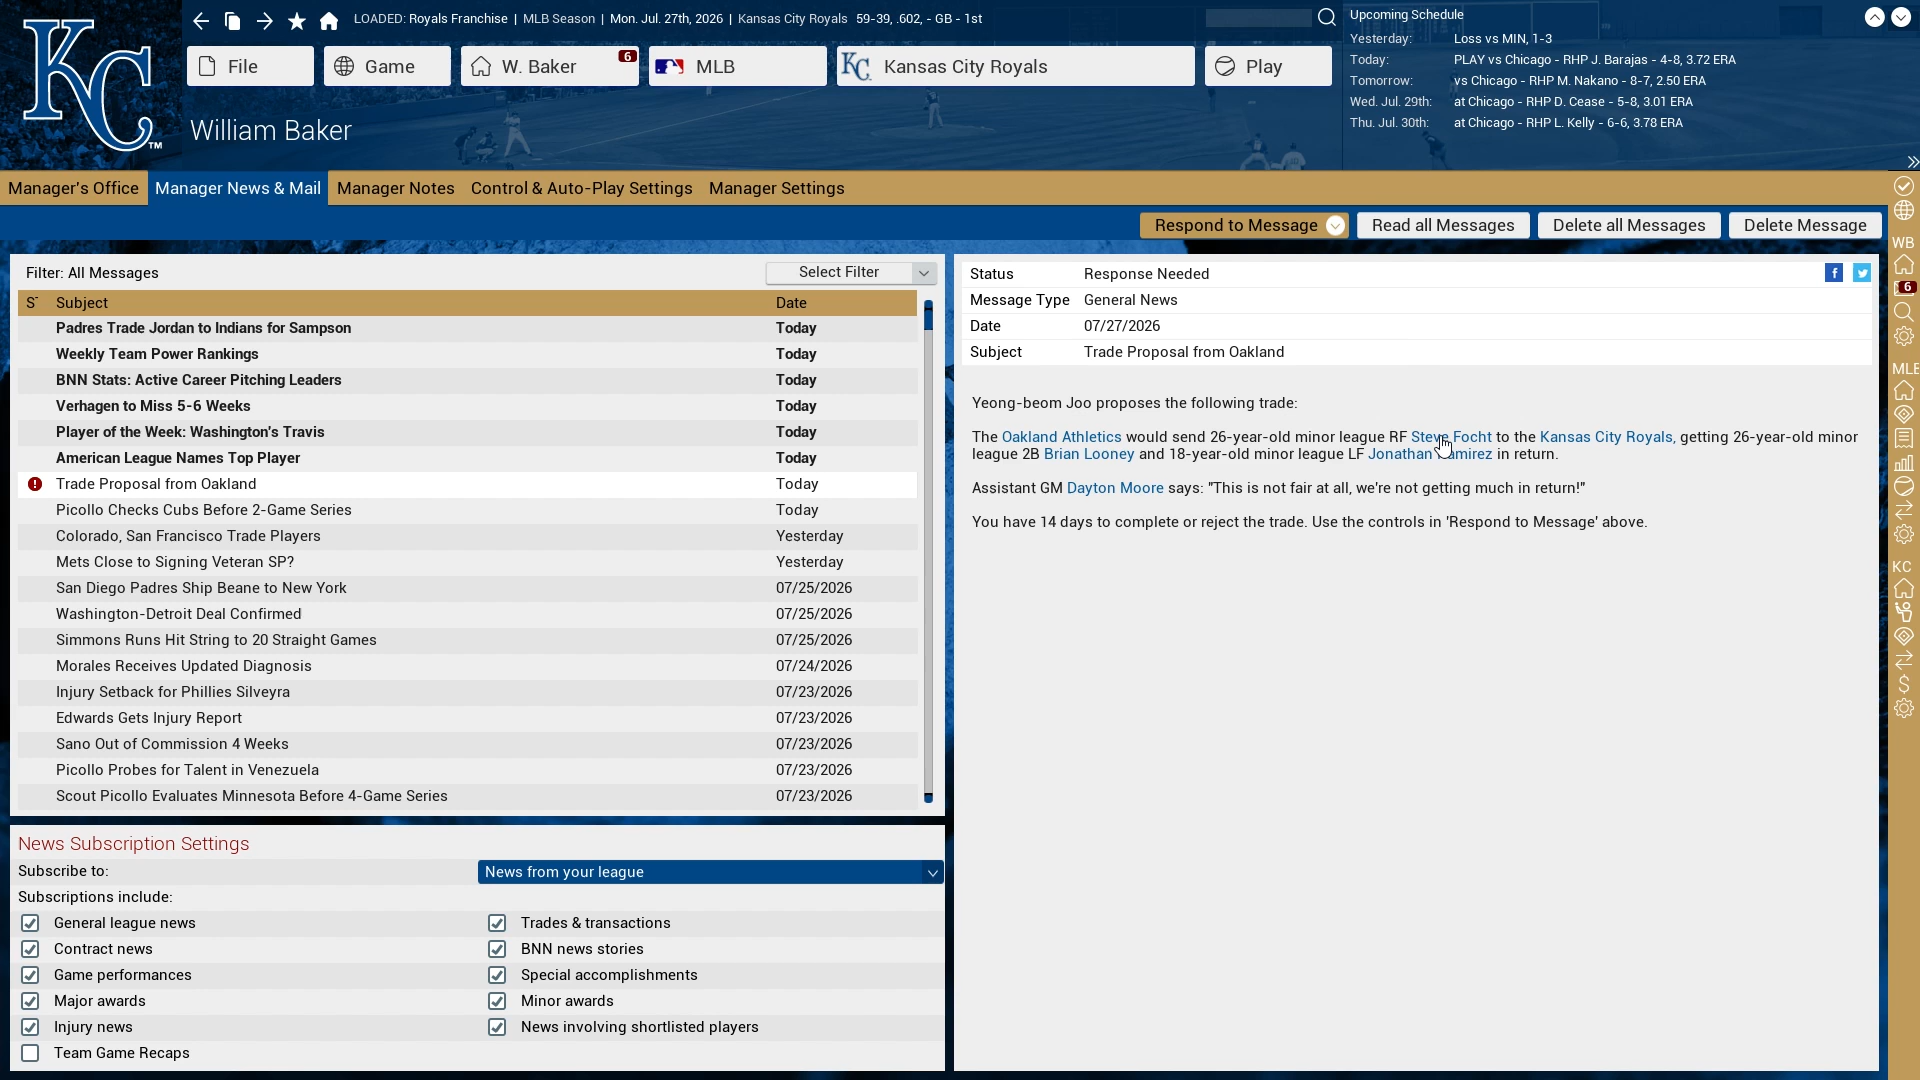 LOADED: Royals Franchise | MLB Season | Mon. Jul. 27th, 2026 | Kansas City Royals 59-39, .602, - GB - 1st
Upcoming Schedule
Yesterday: Loss vs MIN, 1-3
Today: PLAY vs Chicago - RHP J. Barajas - 4-8, 3.72 ERA
Tomorrow: vs Chicago - RHP M. Nakano - 8-7, 2.50 ERA
Wed. Jul. 29th: at Chicago - RHP D. Cease - 5-8, 3.01 ERA
Thu. Jul. 30th: at Chicago - RHP L. Kelly - 6-6, 3.78 ERA
KC TM
File Game W. Baker 6 MLB KC Kansas City Royals Play
William Baker
Manager's Office Manager News & Mail Manager Notes Control & Auto-Play Settings Manager Settings
Respond to Message Read all Messages Delete all Messages Delete Message
Filter: All Messages Select Filter
Subject Date
Padres Trade Jordan to Indians for Sampson Today
Weekly Team Power Rankings Today
BNN Stats: Active Career Pitching Leaders Today
Verhagen to Miss 5-6 Weeks Today
Player of the Week: Washington's Travis Today
American League Names Top Player Today
Trade Proposal from Oakland Today
Picollo Checks Cubs Before 2-Game Series Today
Colorado, San Francisco Trade Players Yesterday
Mets Close to Signing Veteran SP? Yesterday
San Diego Padres Ship Beane to New York 07/25/2026
Washington-Detroit Deal Confirmed 07/25/2026
Simmons Runs Hit String to 20 Straight Games 07/25/2026
Morales Receives Updated Diagnosis 07/24/2026
Injury Setback for Phillies Silveyra 07/23/2026
Edwards Gets Injury Report 07/23/2026
Sano Out of Commission 4 Weeks 07/23/2026
Picollo Probes for Talent in Venezuela 07/23/2026
Scout Picollo Evaluates Minnesota Before 4-Game Series 07/23/2026
News Subscription Settings
Subscribe to: News from your league
Subscriptions include:
General league news Trades & transactions
Contract news BNN news stories
Game performances Special accomplishments
Major awards Minor awards
Injury news News involving shortlisted players
Team Game Recaps
Status Response Needed
Message Type General News
Date 07/27/2026
Subject Trade Proposal from Oakland
Yeong-beom Joo proposes the following trade:
The Oakland Athletics would send 26-year-old minor league RF Steve Focht to the Kansas City Royals, getting 26-year-old minor
league 2B Brian Looney and 18-year-old minor league LF Jonathan Ramirez in return.
Assistant GM Dayton Moore says: "This is not fair at all, we're not getting much in return!"
You have 14 days to complete or reject the trade. Use the controls in 'Respond to Message' above.
WB
6
MLB
KC